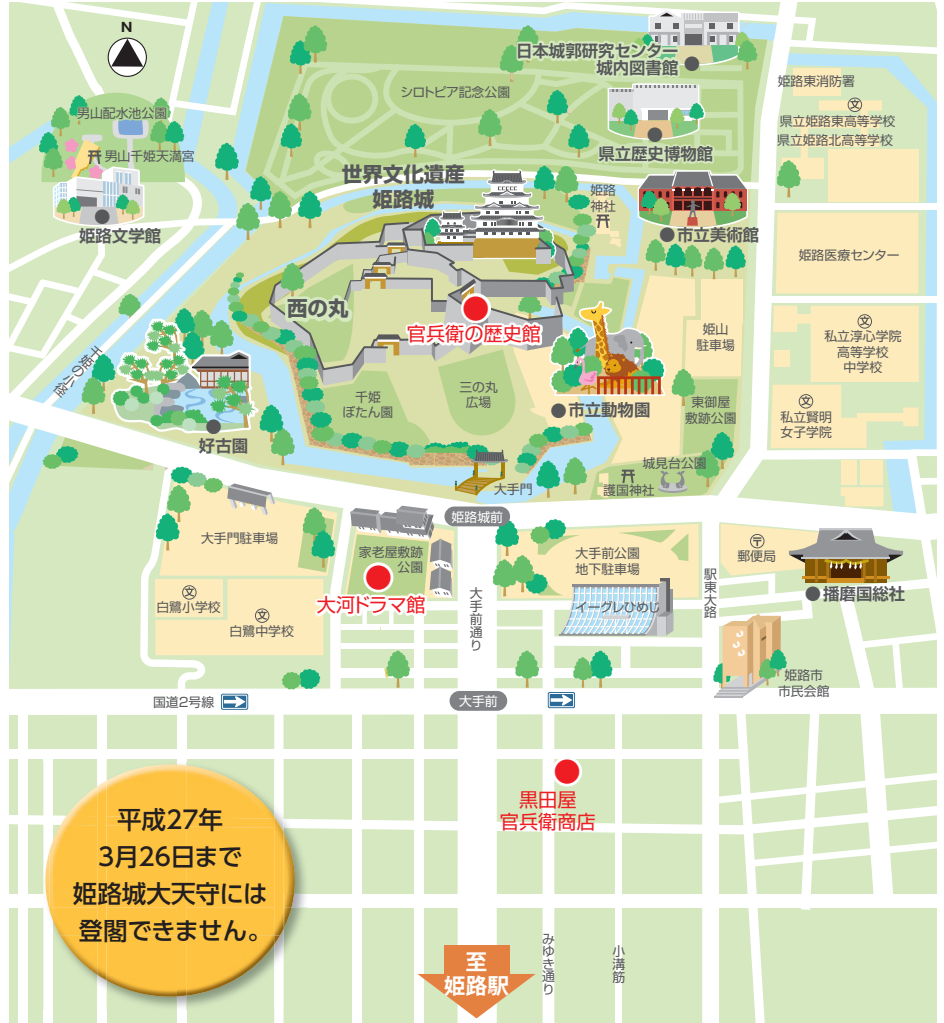 N
日本城郭研究センター
城内図書館
姫路東消防署
文
県立姫路東高等学校
県立姫路北高等学校
シロトピア記念公園
県立歴史博物館
男山配水池公園
男山千姫天満宮
姫路文学館
世界文化遺産
姫路城
姫路
神社
市立美術館
姫路医療センター
西の丸
官兵衛の歴史館
姫山
駐車場
文
私立淳心学院
高等学校
中学校
千姫の小径
千姫
ぼたん園
三の丸
広場
市立動物園
東御屋
敷跡公園
文
私立賢明
女子学院
好古園
城見台公園
護国神社
大手門
姫路城前
大手門駐車場
家老屋敷跡
公園
大手前公園
地下駐車場
〒
郵便局
播磨国総社
駅東大路
大河ドラマ館
大手前通り
イーグレひめじ
文
白鷺小学校
文
白鷺中学校
姫路市
市民会館
国道2号線
大手前
黒田屋
官兵衛商店
平成27年
3月26日まで
姫路城大天守には
登閣できません。
至
姫路駅
みゆき通り
小溝筋